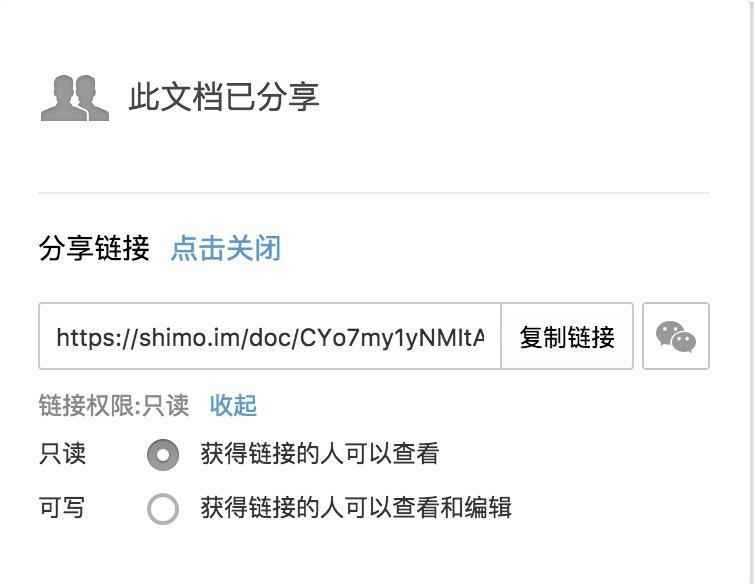 此文档已分享
分享链接 点击关闭
https://shimo.im/doc/CYo7my1yNMItA 复制链接
链接权限:只读 收起
只读 获得链接的人可以查看
可写 获得链接的人可以查看和编辑